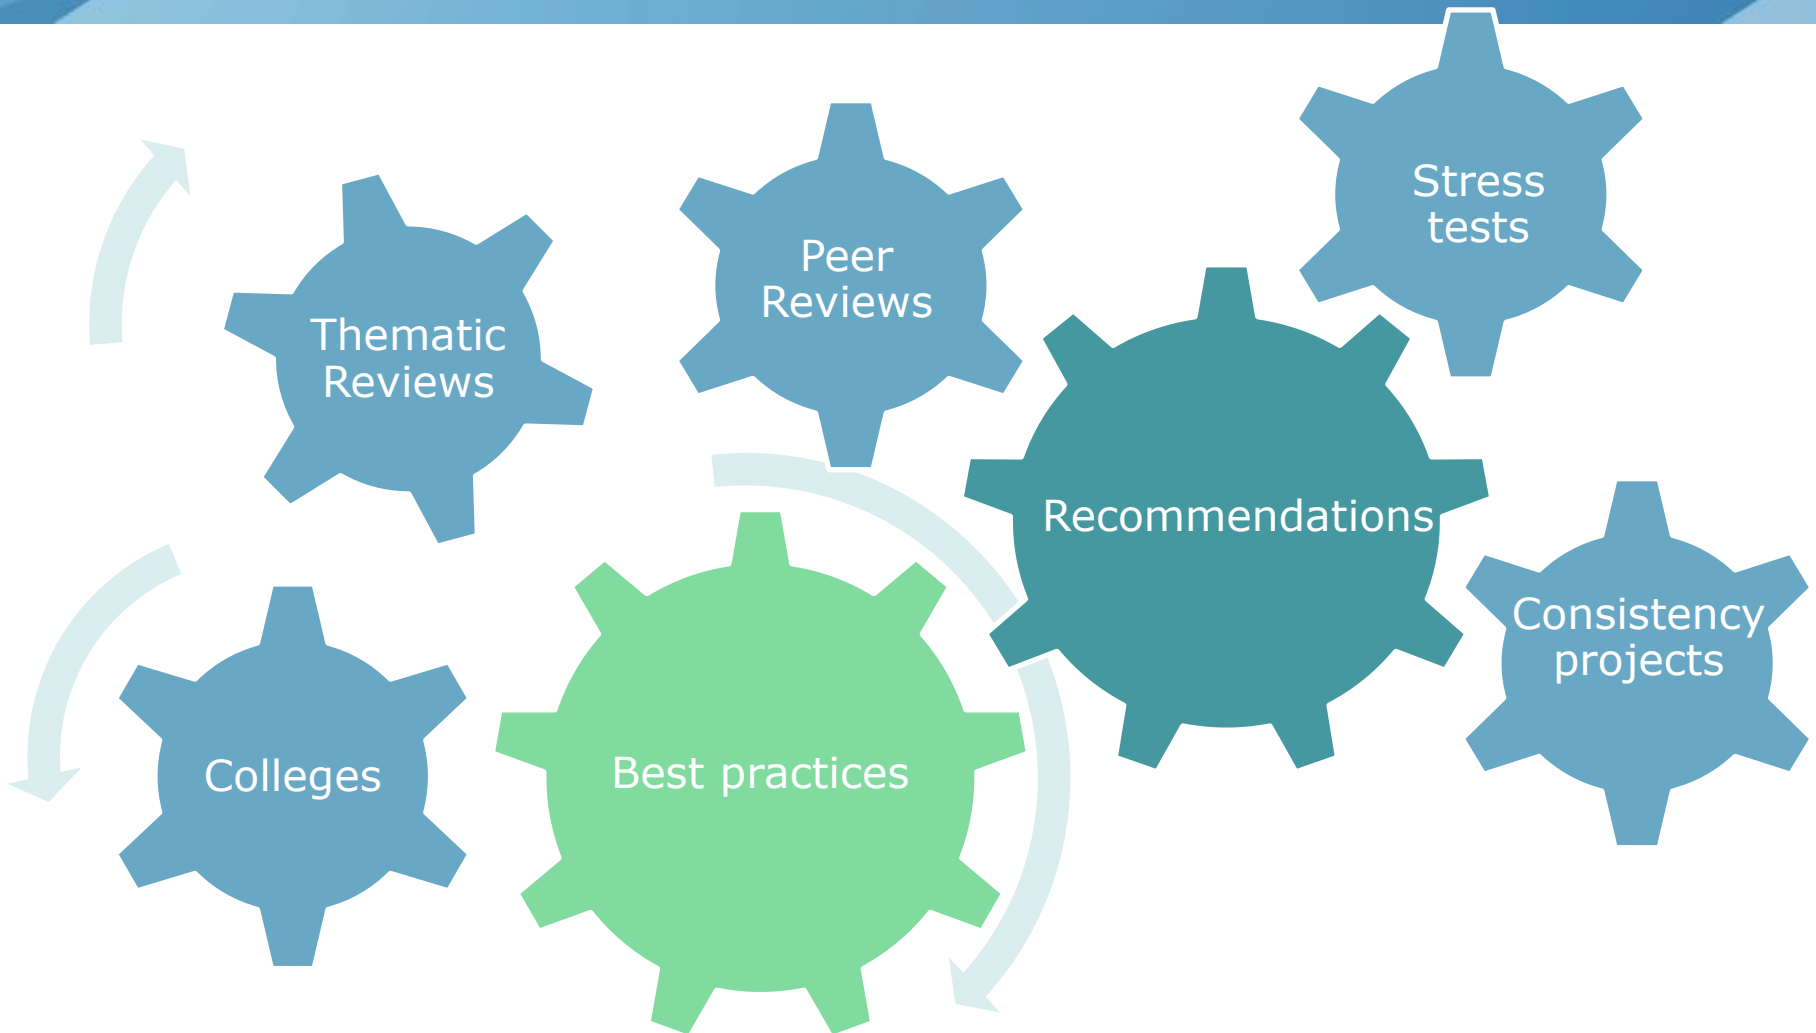 Stress
tests
Peer
Reviews
Thematic
Reviews
Recommendations
Consistency
projects
Colleges
Best practices